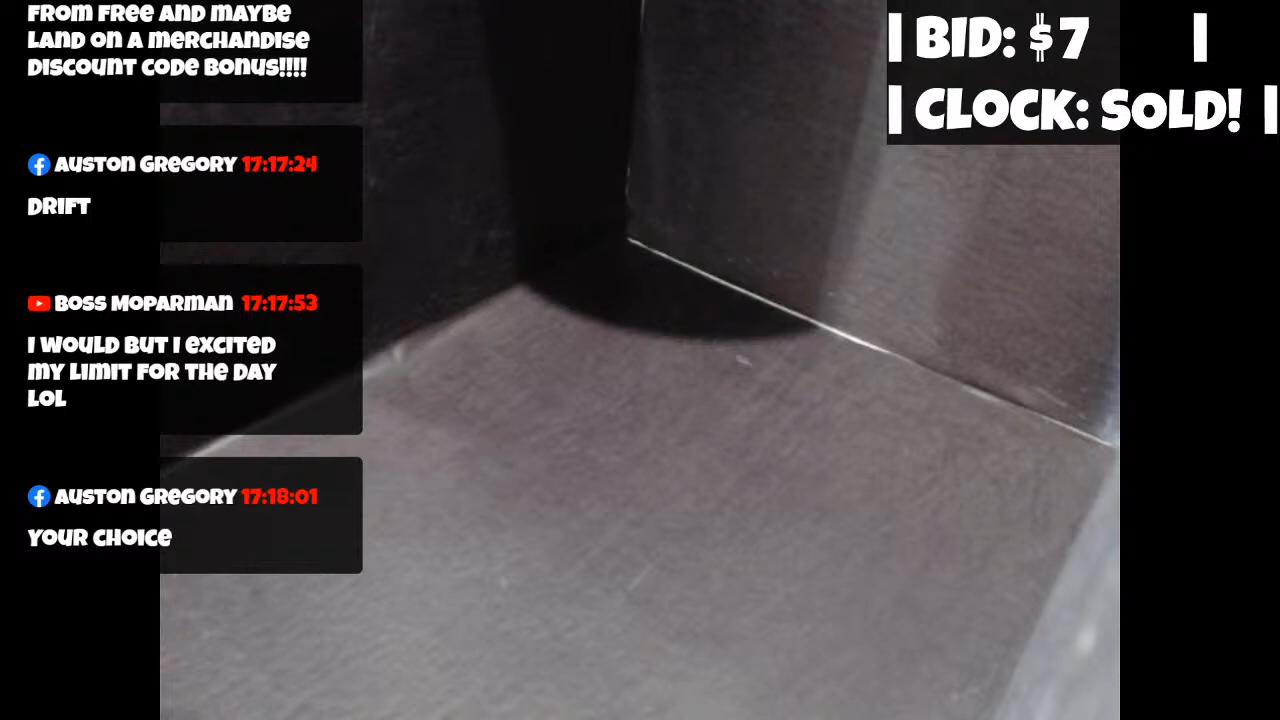 FROM FREE AND MAYBE
LAND ON A MERCHANDISE
DISCOUNT CODE BONUS!!!!
AUSTON GREGORY 17:17:24
DRIFT
BOSS MOPARMAN 17:17:53
I WOULD BUT I EXCITED
MY LIMIT FOR THE DAY
LOL
AUSTON GREGORY 17:18:01
YOUR CHOICE
| BID: $7 |
| CLOCK: SOLD! |